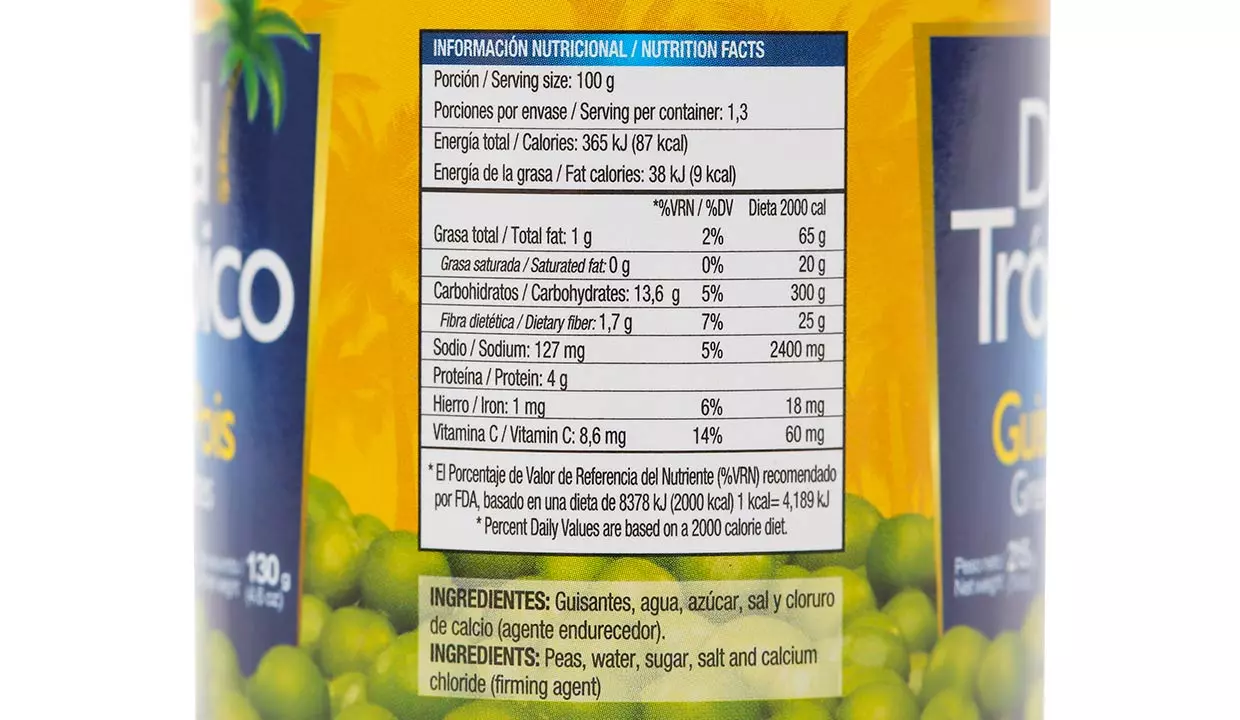 INFORMACIÓN NUTRICIONAL / NUTRITION FACTS
Porción / Serving size: 100 g
Porciones por envase / Serving per container: 1,3
Energía total / Calories: 365 kJ (87 kcal)
Energía de la grasa / Fat calories: 38 kJ (9 kcal)
*%VRN / %DV Dieta 2000 cal
Grasa total / Total fat: 1 g 2% 65 g
Grasa saturada / Saturated fat: 0 g 0% 20 g
Carbohidratos / Carbohydrates: 13,6 g 5% 300 g
Fibra dietética / Dietary fiber: 1,7 g 7% 25 g
Sodio / Sodium: 127 mg 5% 2400 mg
Proteína / Protein: 4 g
Hierro / Iron: 1 mg 6% 18 mg
Vitamina C / Vitamin C: 8,6 mg 14% 60 mg
* El Porcentaje de Valor de Referencia del Nutriente (%VRN) recomendado
por FDA, basado en una dieta de 8378 kJ (2000 kcal) 1 kcal= 4,189 kJ
* Percent Daily Values are based on a 2000 calorie diet.
INGREDIENTES: Guisantes, agua, azúcar, sal y cloruro
de calcio (agente endurecedor).
INGREDIENTS: Peas, water, sugar, salt and calcium
chloride (firming agent)
130 g
D
Tró
Peso neto
Net weight